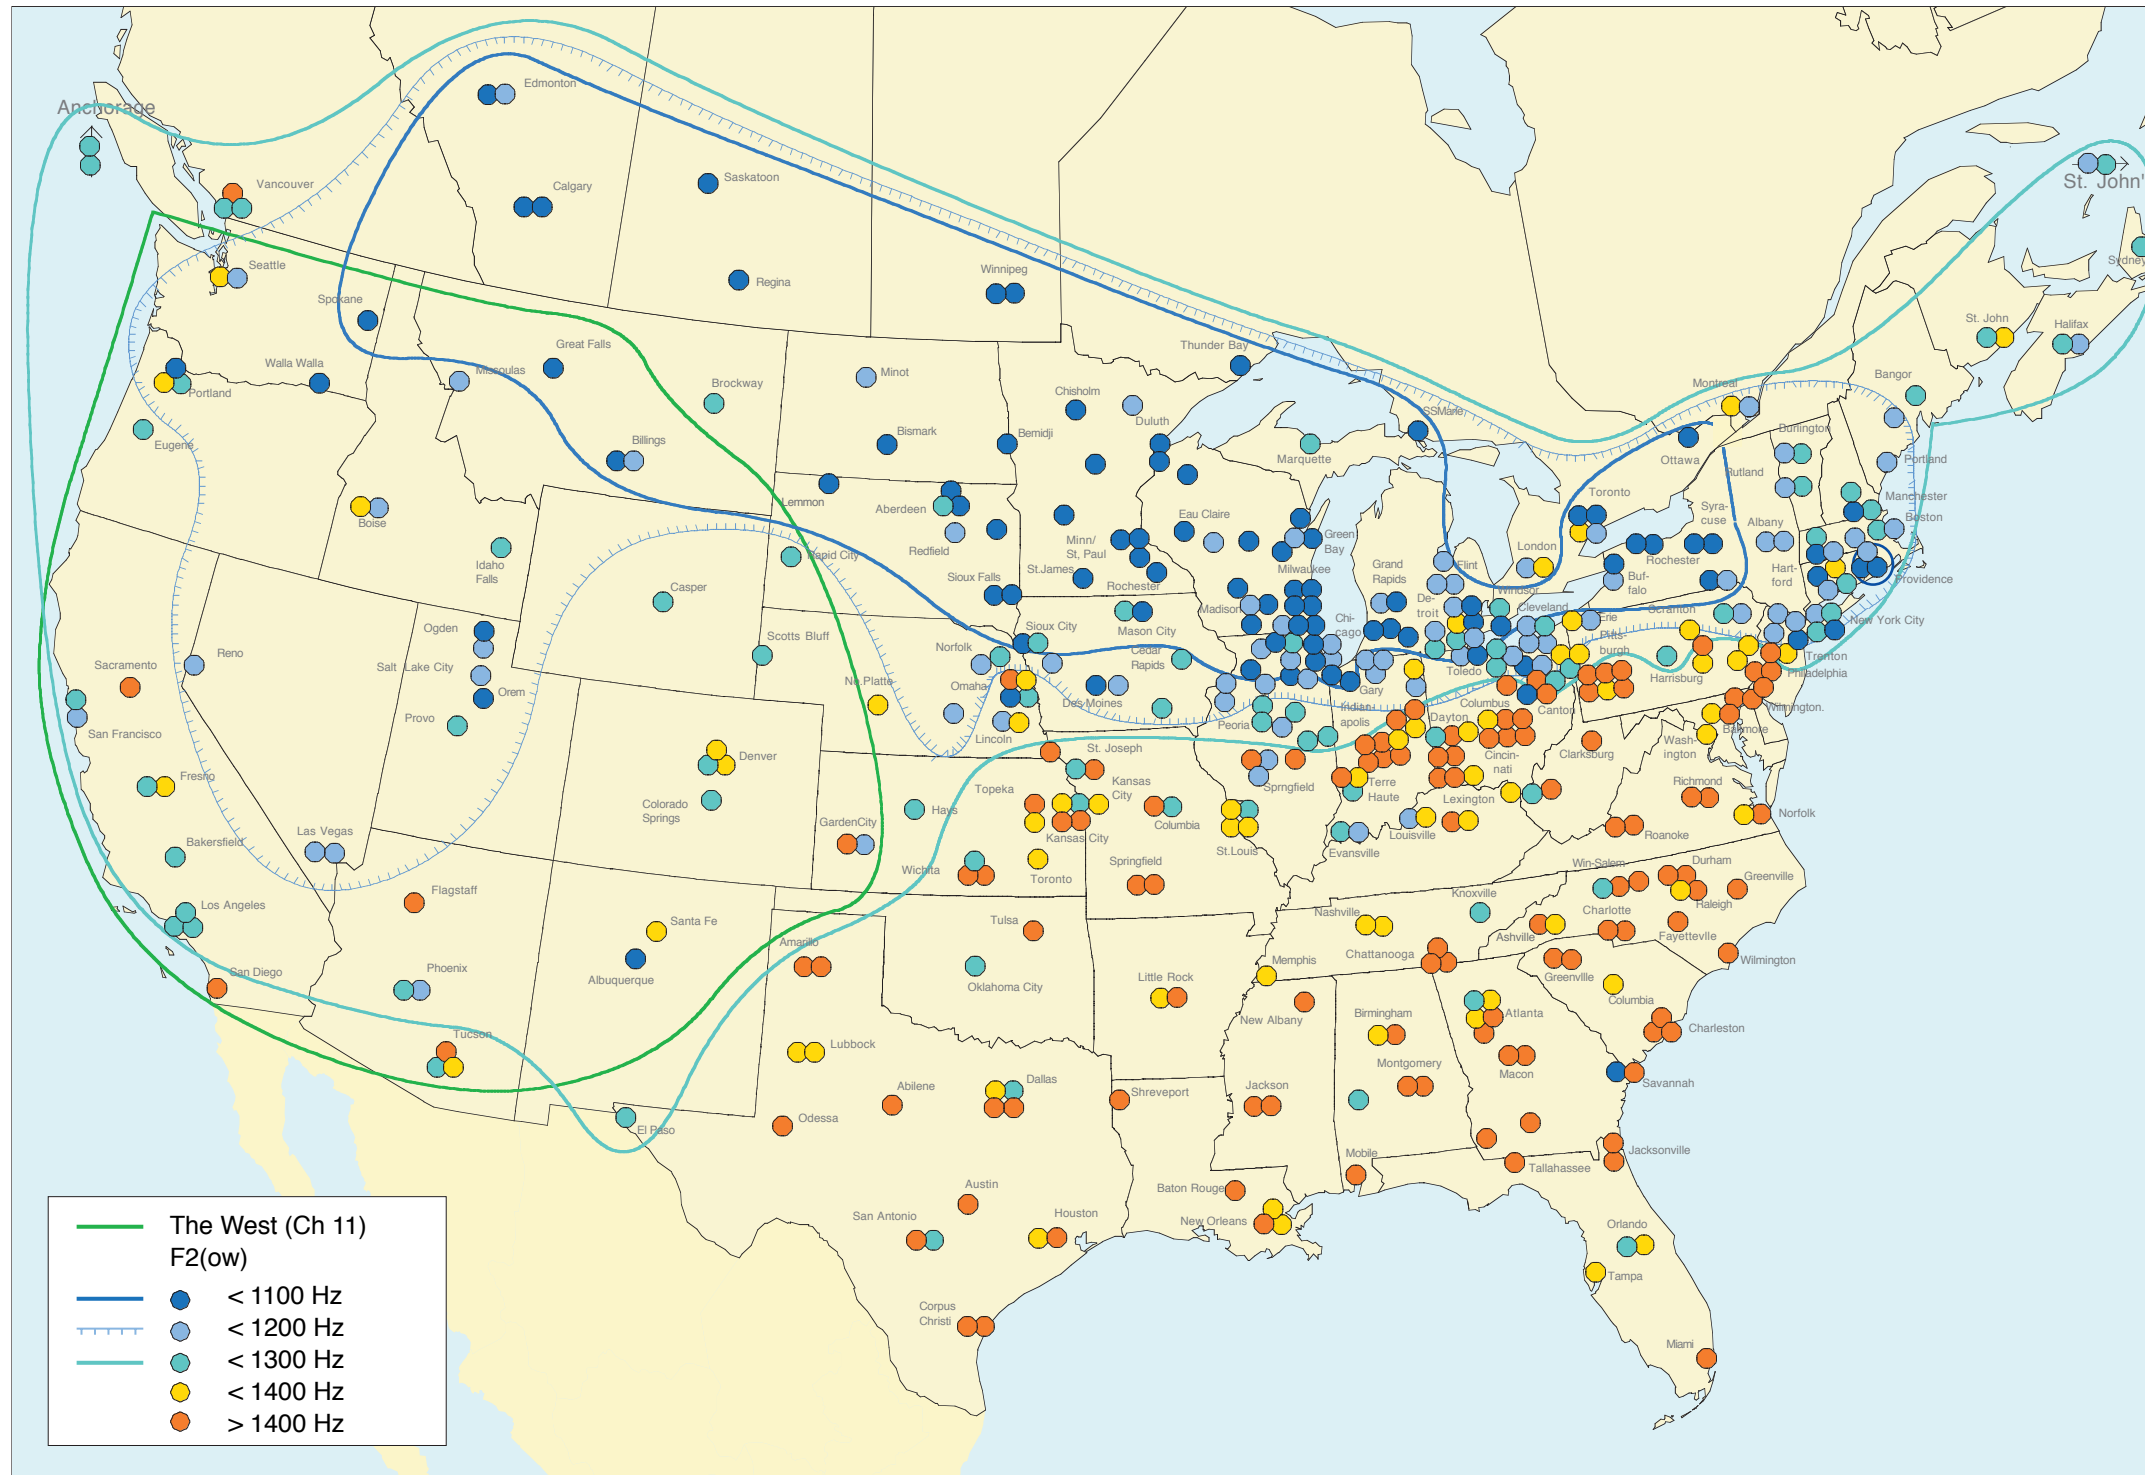 Anchorage
Edmonton
Vancouver
Calgary
Saskatoon
St. John'
Seattle
Regina
Winnipeg
Sydney
Spokane
St. John
Halifax
Walla Walla
Great Falls
Thunder Bay
Missoulas
Brockway
Minot
Chisholm
Montreal
Bangor
Portland
Duluth
SSMarie,
Eugene
Billings
Bismark
Bemidji
Marquette
Ottawa
Rutland
Portland
Boise
Lemmon
Aberdeen
Eau Claire
Toronto
Syra-
cuse
Albany
Manchester
Boston
Idaho
Falls
Rapid City
Redfield
Minn/
St, Paul
Green
Bay
London
Rochester
Casper
Sioux Falls
St.James
Rochester
Milwaukee
Grand
Rapids
Flint
Windsor
Buf-
falo
Hart-
ford
Providence
Ogden
Scotts Bluff
Sioux City
Mason City
Madison
Chi-
cago
De-
troit
Cleveland
Erie
Scranton
New York City
Reno
Salt Lake City
Norfolk
Cedar
Rapids
Pitts-
burgh
Trenton
Sacramento
Orem
No.Platte
Omaha
Des Moines
Gary
Toledo
Harrisburg
Philadelphia
San Francisco
Provo
Lincoln
Peoria
Indian-
apolis
Dayton
Columbus
Canton
Wilmington.
Balimore
Denver
St. Joseph
Cincin-
nati
Clarksburg
Wash-
ington
Fresno
Colorado
Springs
Hays
Topeka
Kansas
City
Sprngfield
Terre
Haute
Lexington
Richmond
Las Vegas
GardenCity
Kansas City
Columbia
St.Louis
Evansville
Louisville
Roanoke
Norfolk
Bakersfield
Wichita
Toronto
Springfield
Win-Salem-
Durham
Flagstaff
Knoxville
Greenville
Los Angeles
Santa Fe
Tulsa
Nashville
Charlotte
Raleigh
Amarillo
Chattanooga
Ashville
Fayettevlle
San Diego
Phoenix
Albuquerque
Oklahoma City
Little Rock
Memphis
Greenvllle
Wilmington
New Albany
Birmingham
Atlanta
Columbia
Charleston
Tucson
Lubbock
Montgomery
Macon
Savannah
Abilene
Dallas
Shreveport
Jackson
Odessa
El Paso
Mobile
Tallahassee
Jacksonville
Austin
Baton Rouge
San Antonio
Houston
New Orleans
Orlando
Tampa
Corpus
Christi
Miami
The West (Ch 11)
F2(ow)
< 1100 Hz
< 1200 Hz
< 1300 Hz
< 1400 Hz
> 1400 Hz